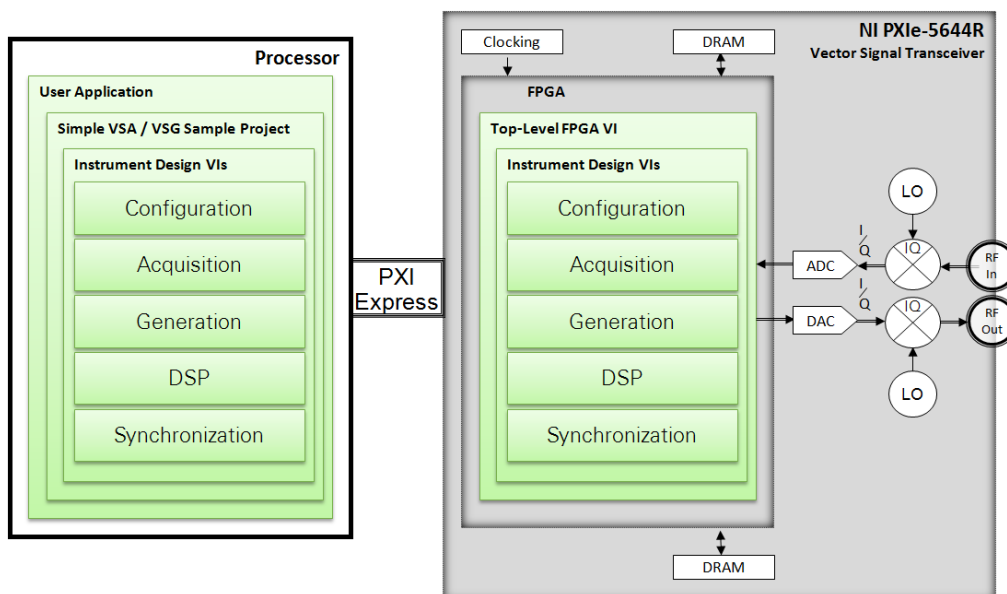 Processor
User Application
Simple VSA / VSG Sample Project
Instrument Design VIs
Configuration
Acquisition
Generation
DSP
Synchronization
PXI
Express
NI PXIe-5644R
Vector Signal Transceiver
Clocking
DRAM
FPGA
Top-Level FPGA VI
Instrument Design VIs
Configuration
Acquisition
Generation
DSP
Synchronization
ADC
I
/
Q
IQ
LO
RF
In
DAC
I
/
Q
IQ
RF
Out
LO
DRAM